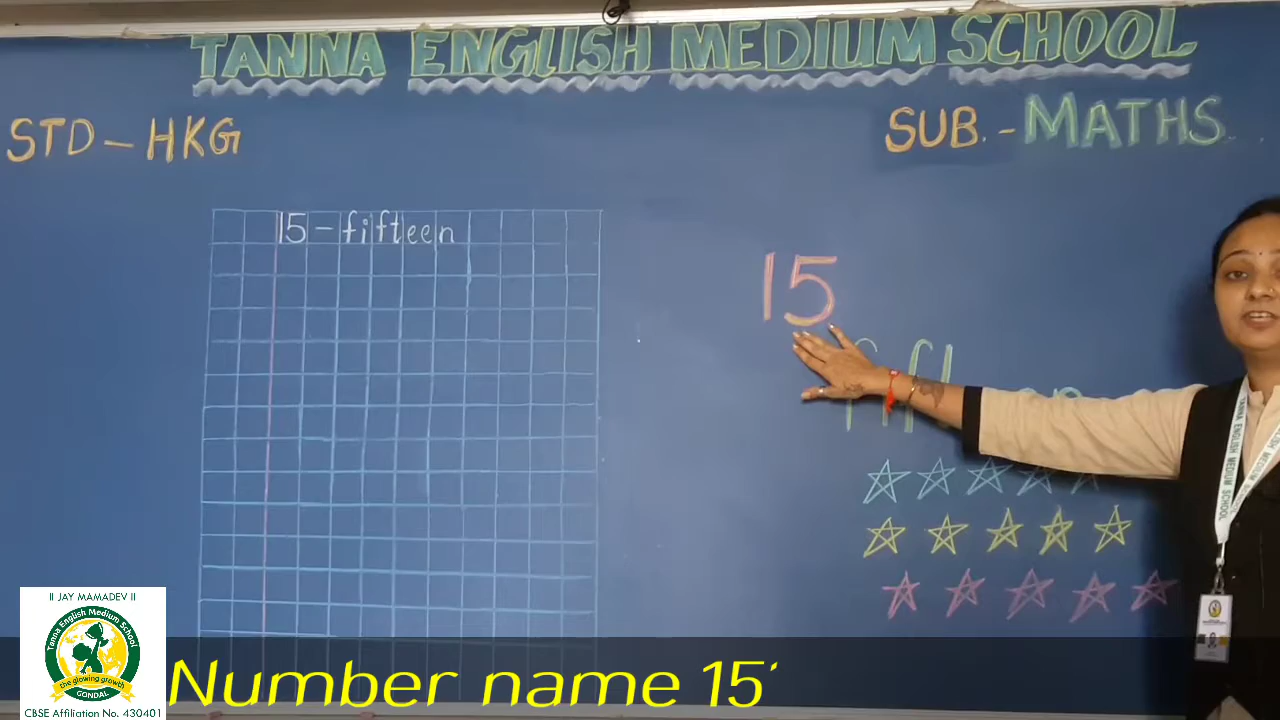 TANNA ENGLISH MEDIUM SCHOOL
STD - HKG
SUB. - MATHS
15 - fifteen
15
TANNA ENGLISH MEDIUM SCHOOL
II JAY MAMADEV II
Tanna English Medium School
the glowing growth
GONDAL
CBSE Affiliation No. 430401
Number name 15'